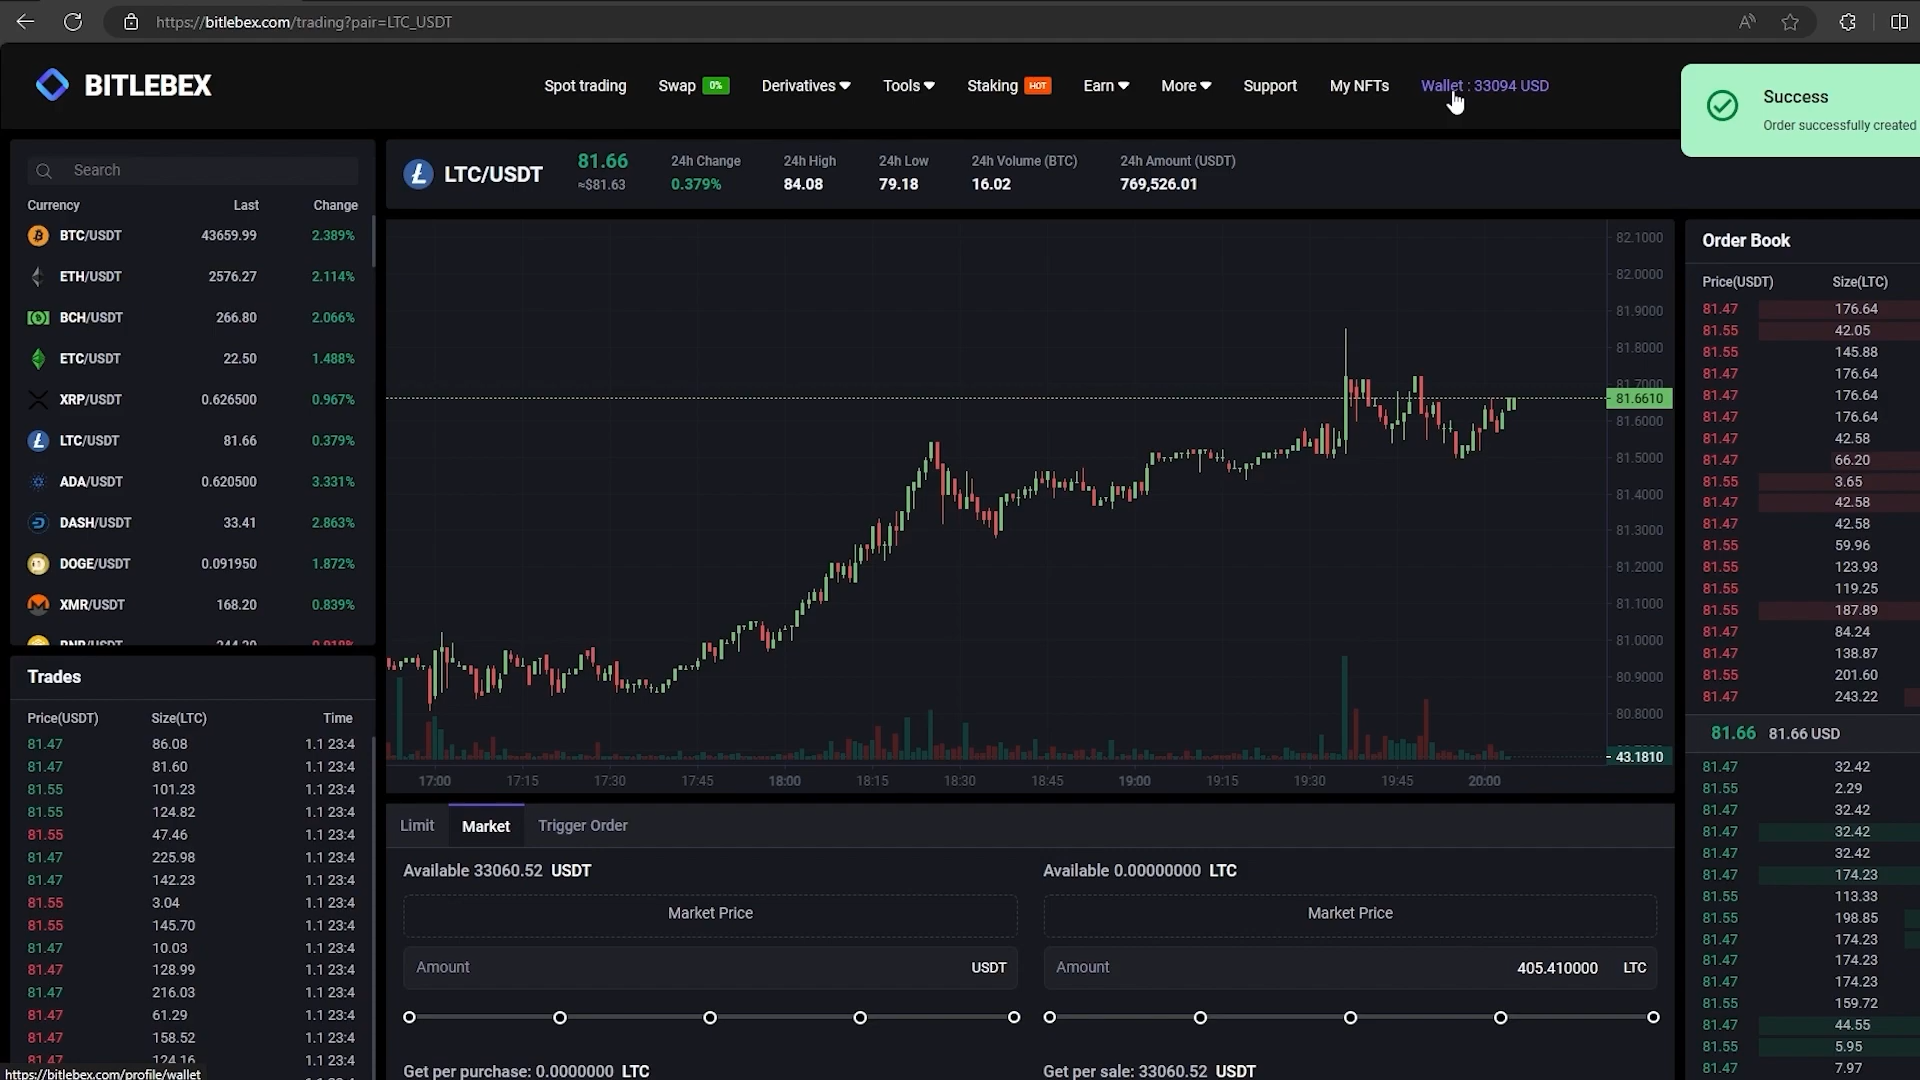 https://bitlebex.com/trading?pair=LTC_USDT
BITLEBEX
Spot trading Swap 0% Derivatives Tools Staking HOT Earn More Support My NFTs Wallet : 33094 USD
Success
Order successfully created
Search
Currency Last Change
BTC/USDT 43659.99 2.389%
ETH/USDT 2576.27 2.114%
BCH/USDT 266.80 2.066%
ETC/USDT 22.50 1.488%
XRP/USDT 0.626500 0.967%
LTC/USDT 81.66 0.379%
ADA/USDT 0.620500 3.331%
DASH/USDT 33.41 2.863%
DOGE/USDT 0.091950 1.872%
XMR/USDT 168.20 0.839%
Trades
Price(USDT) Size(LTC) Time
81.47 86.08 1.1 23:4
81.47 81.60 1.1 23:4
81.55 101.23 1.1 23:4
81.55 124.82 1.1 23:4
81.55 47.46 1.1 23:4
81.47 225.98 1.1 23:4
81.47 142.23 1.1 23:4
81.55 3.04 1.1 23:4
81.55 145.70 1.1 23:4
81.47 10.03 1.1 23:4
81.47 128.99 1.1 23:4
81.47 216.03 1.1 23:4
81.47 61.29 1.1 23:4
81.47 158.52 1.1 23:4
81.47 124.16 1.1 23:4
https://bitlebex.com/profile/wallet
LTC/USDT
81.66
≈$81.63
24h Change
0.379%
24h High
84.08
24h Low
79.18
24h Volume (BTC)
16.02
24h Amount (USDT)
769,526.01
82.1000
82.0000
81.9000
81.8000
81.7000
81.6610
81.6000
81.5000
81.4000
81.3000
81.2000
81.1000
81.0000
80.9000
80.8000
43.1810
17:00 17:15 17:30 17:45 18:00 18:15 18:30 18:45 19:00 19:15 19:30 19:45 20:00
Limit Market Trigger Order
Available 33060.52 USDT
Market Price
Amount USDT
Get per purchase: 0.0000000 LTC
Available 0.00000000 LTC
Market Price
Amount 405.410000 LTC
Get per sale: 33060.52 USDT
Order Book
Price(USDT) Size(LTC)
81.47 176.64
81.55 42.05
81.55 145.88
81.47 176.64
81.47 176.64
81.47 176.64
81.47 42.58
81.47 66.20
81.55 3.65
81.47 42.58
81.47 42.58
81.55 59.96
81.55 123.93
81.55 119.25
81.55 187.89
81.47 84.24
81.47 138.87
81.55 201.60
81.47 243.22
81.66 81.66 USD
81.47 32.42
81.55 2.29
81.47 32.42
81.47 32.42
81.47 32.42
81.47 174.23
81.55 113.33
81.55 198.85
81.47 174.23
81.47 174.23
81.47 174.23
81.55 159.72
81.47 44.55
81.55 5.95
81.47 7.97